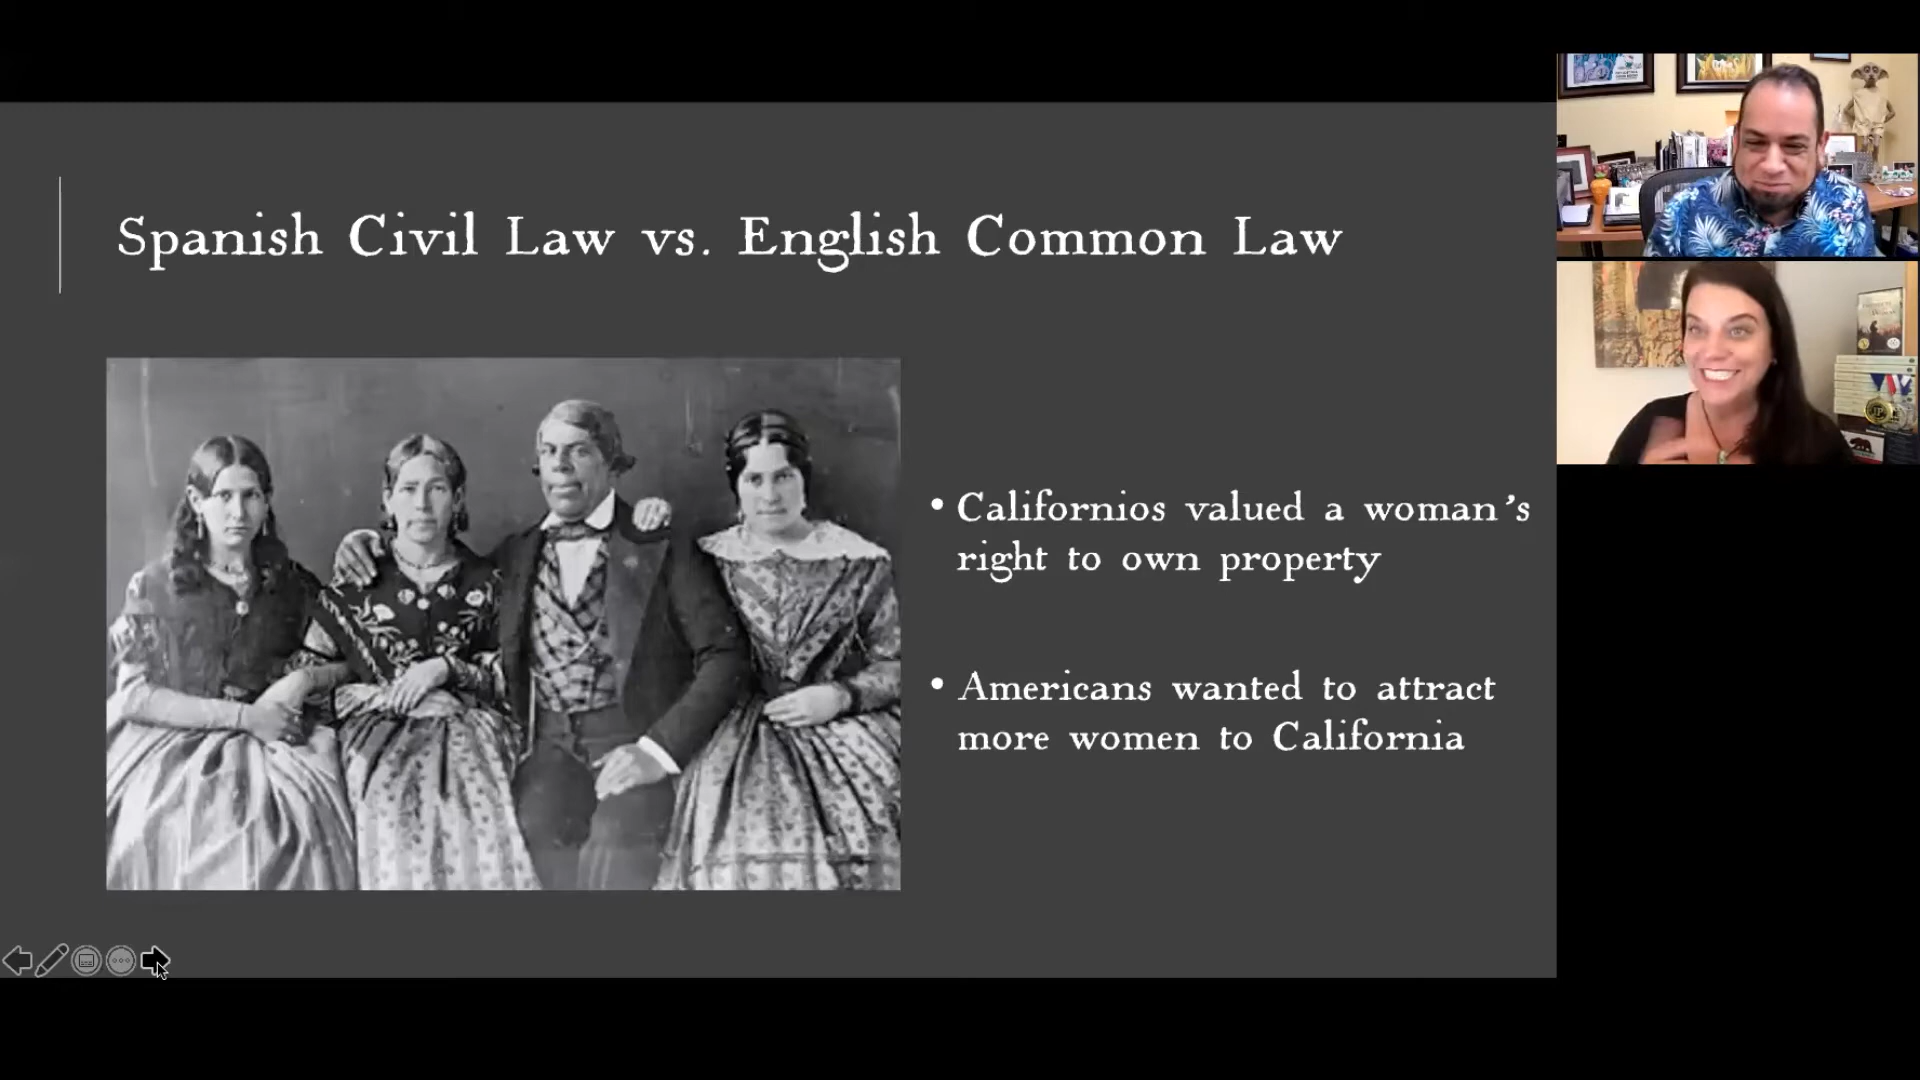 Spanish Civil Law vs. English Common Law
• Californios valued a woman's
right to own property
• Americans wanted to attract
more women to California